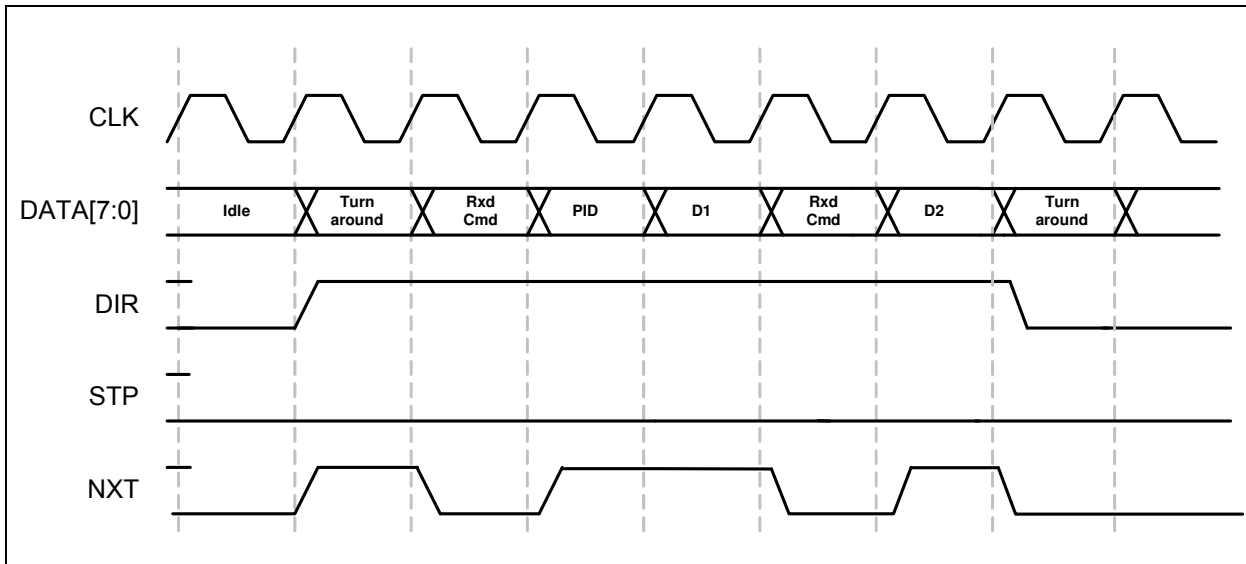 CLK
DATA[7:0]
Idle
Turn
around
Rxd
Cmd
PID
D1
Rxd
Cmd
D2
Turn
around
DIR
STP
NXT